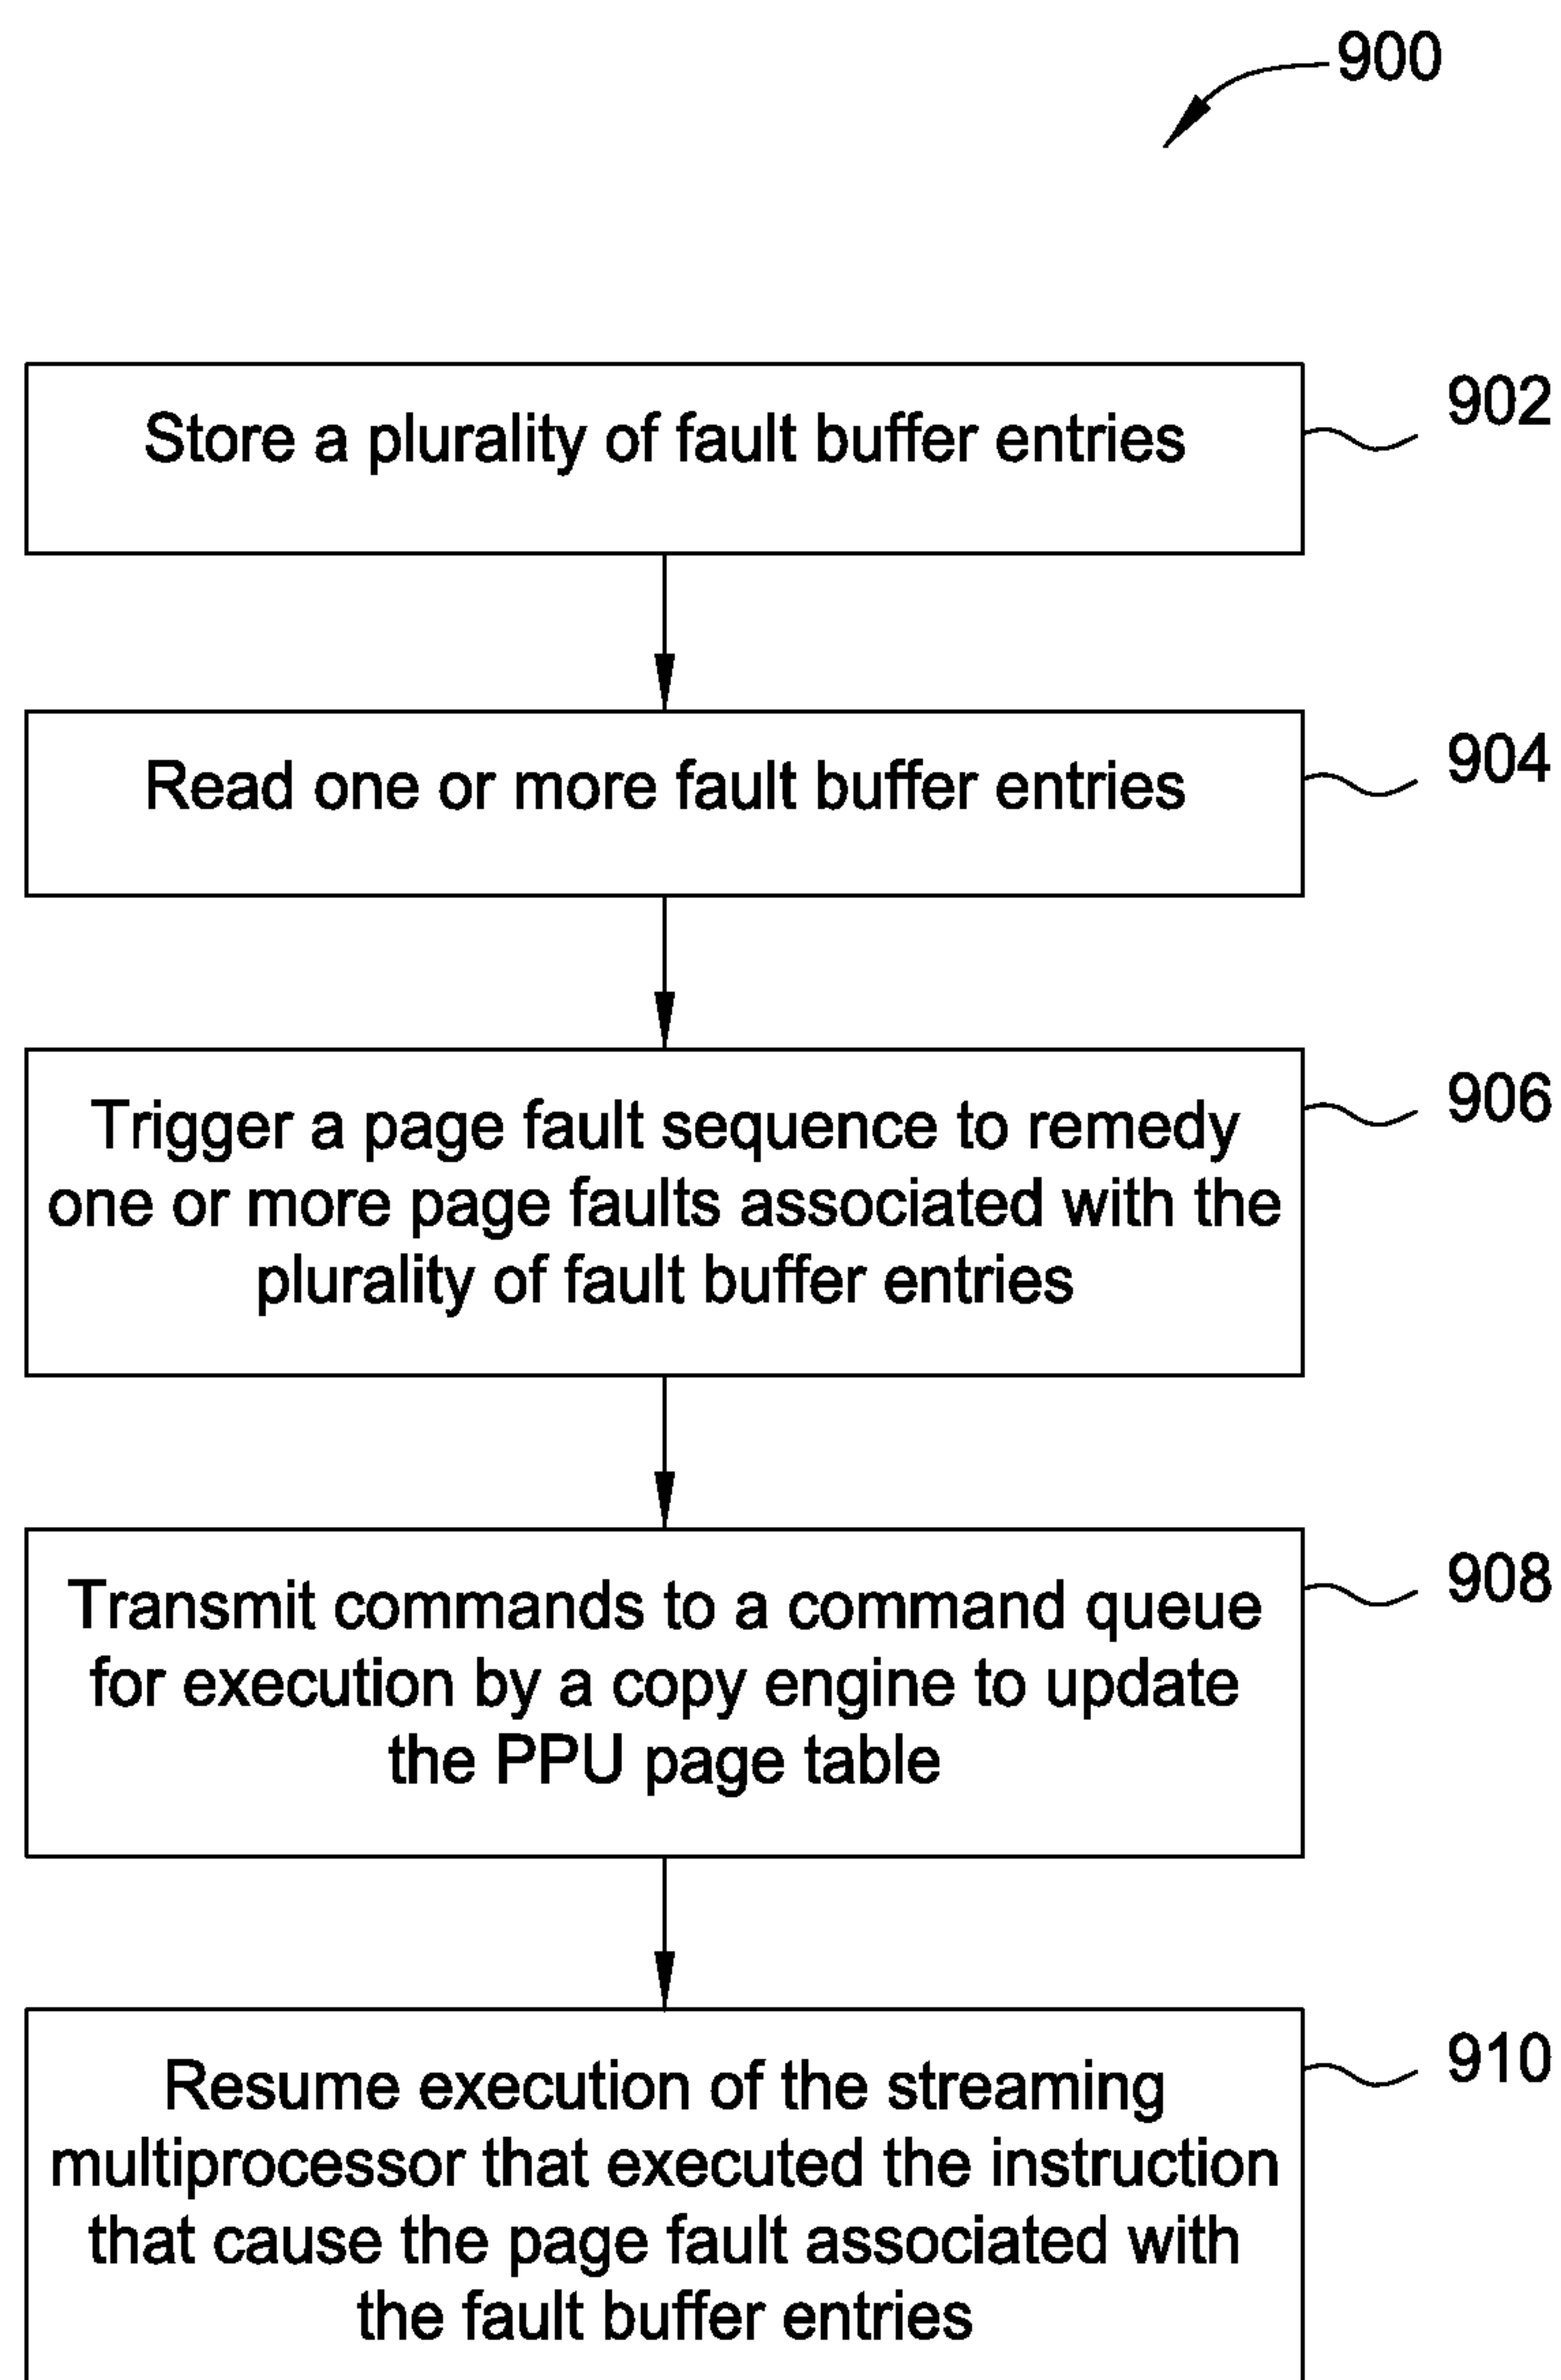 900
Store a plurality of fault buffer entries
902
Read one or more fault buffer entries
904
Trigger a page fault sequence to remedy
one or more page faults associated with the
plurality of fault buffer entries
906
Transmit commands to a command queue
for execution by a copy engine to update
the PPU page table
908
Resume execution of the streaming
multiprocessor that executed the instruction
that cause the page fault associated with
the fault buffer entries
910